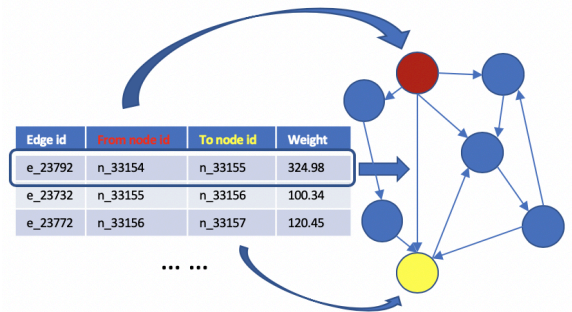 Edge id From node id To node id Weight
e_23792 n_33154 n_33155 324.98
e_23732 n_33155 n_33156 100.34
e_23772 n_33156 n_33157 120.45
... ...